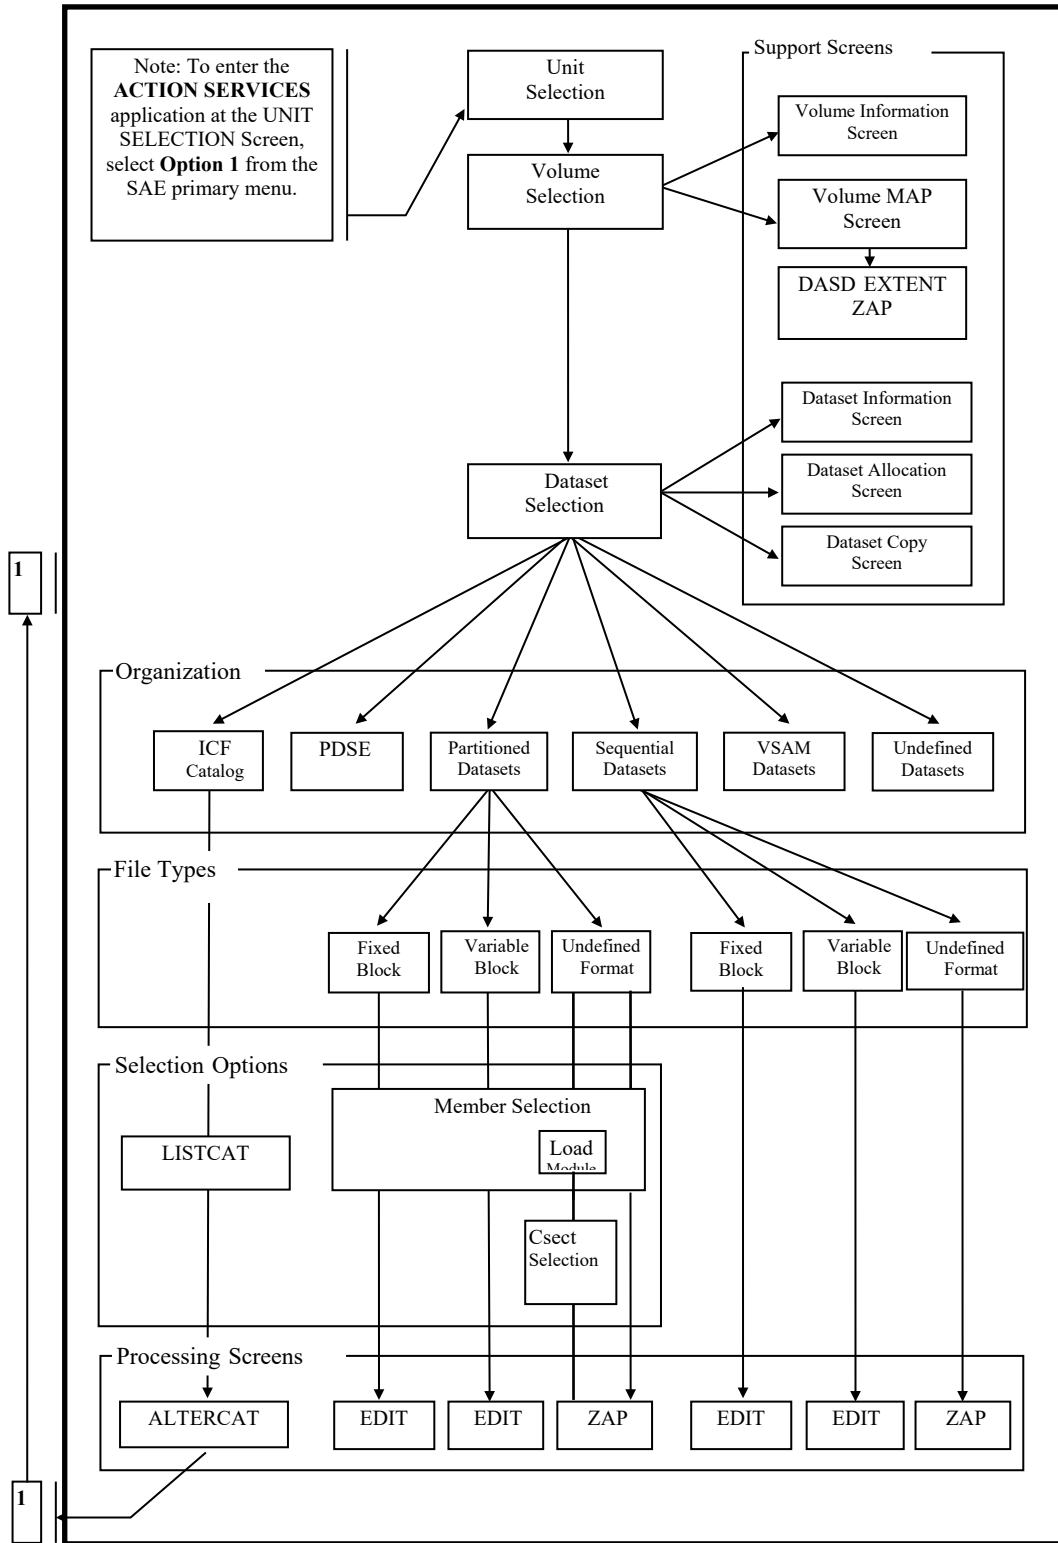 Note: To enter the
ACTION SERVICES
application at the UNIT
SELECTION Screen,
select Option 1 from the
SAE primary menu.
Unit
Selection
Volume
Selection
Support Screens
Volume Information
Screen
Volume MAP
Screen
DASD EXTENT
ZAP
Dataset
Selection
Dataset Information
Screen
Dataset Allocation
Screen
Dataset Copy
Screen
1
Organization
ICF
Catalog
PDSE
Partitioned
Datasets
Sequential
Datasets
VSAM
Datasets
Undefined
Datasets
File Types
Fixed
Block
Variable
Block
Undefined
Format
Fixed
Block
Variable
Block
Undefined
Format
Selection Options
LISTCAT
Member Selection
Load
Module
Csect
Selection
Processing Screens
ALTERCAT
EDIT
EDIT
ZAP
EDIT
EDIT
ZAP
1